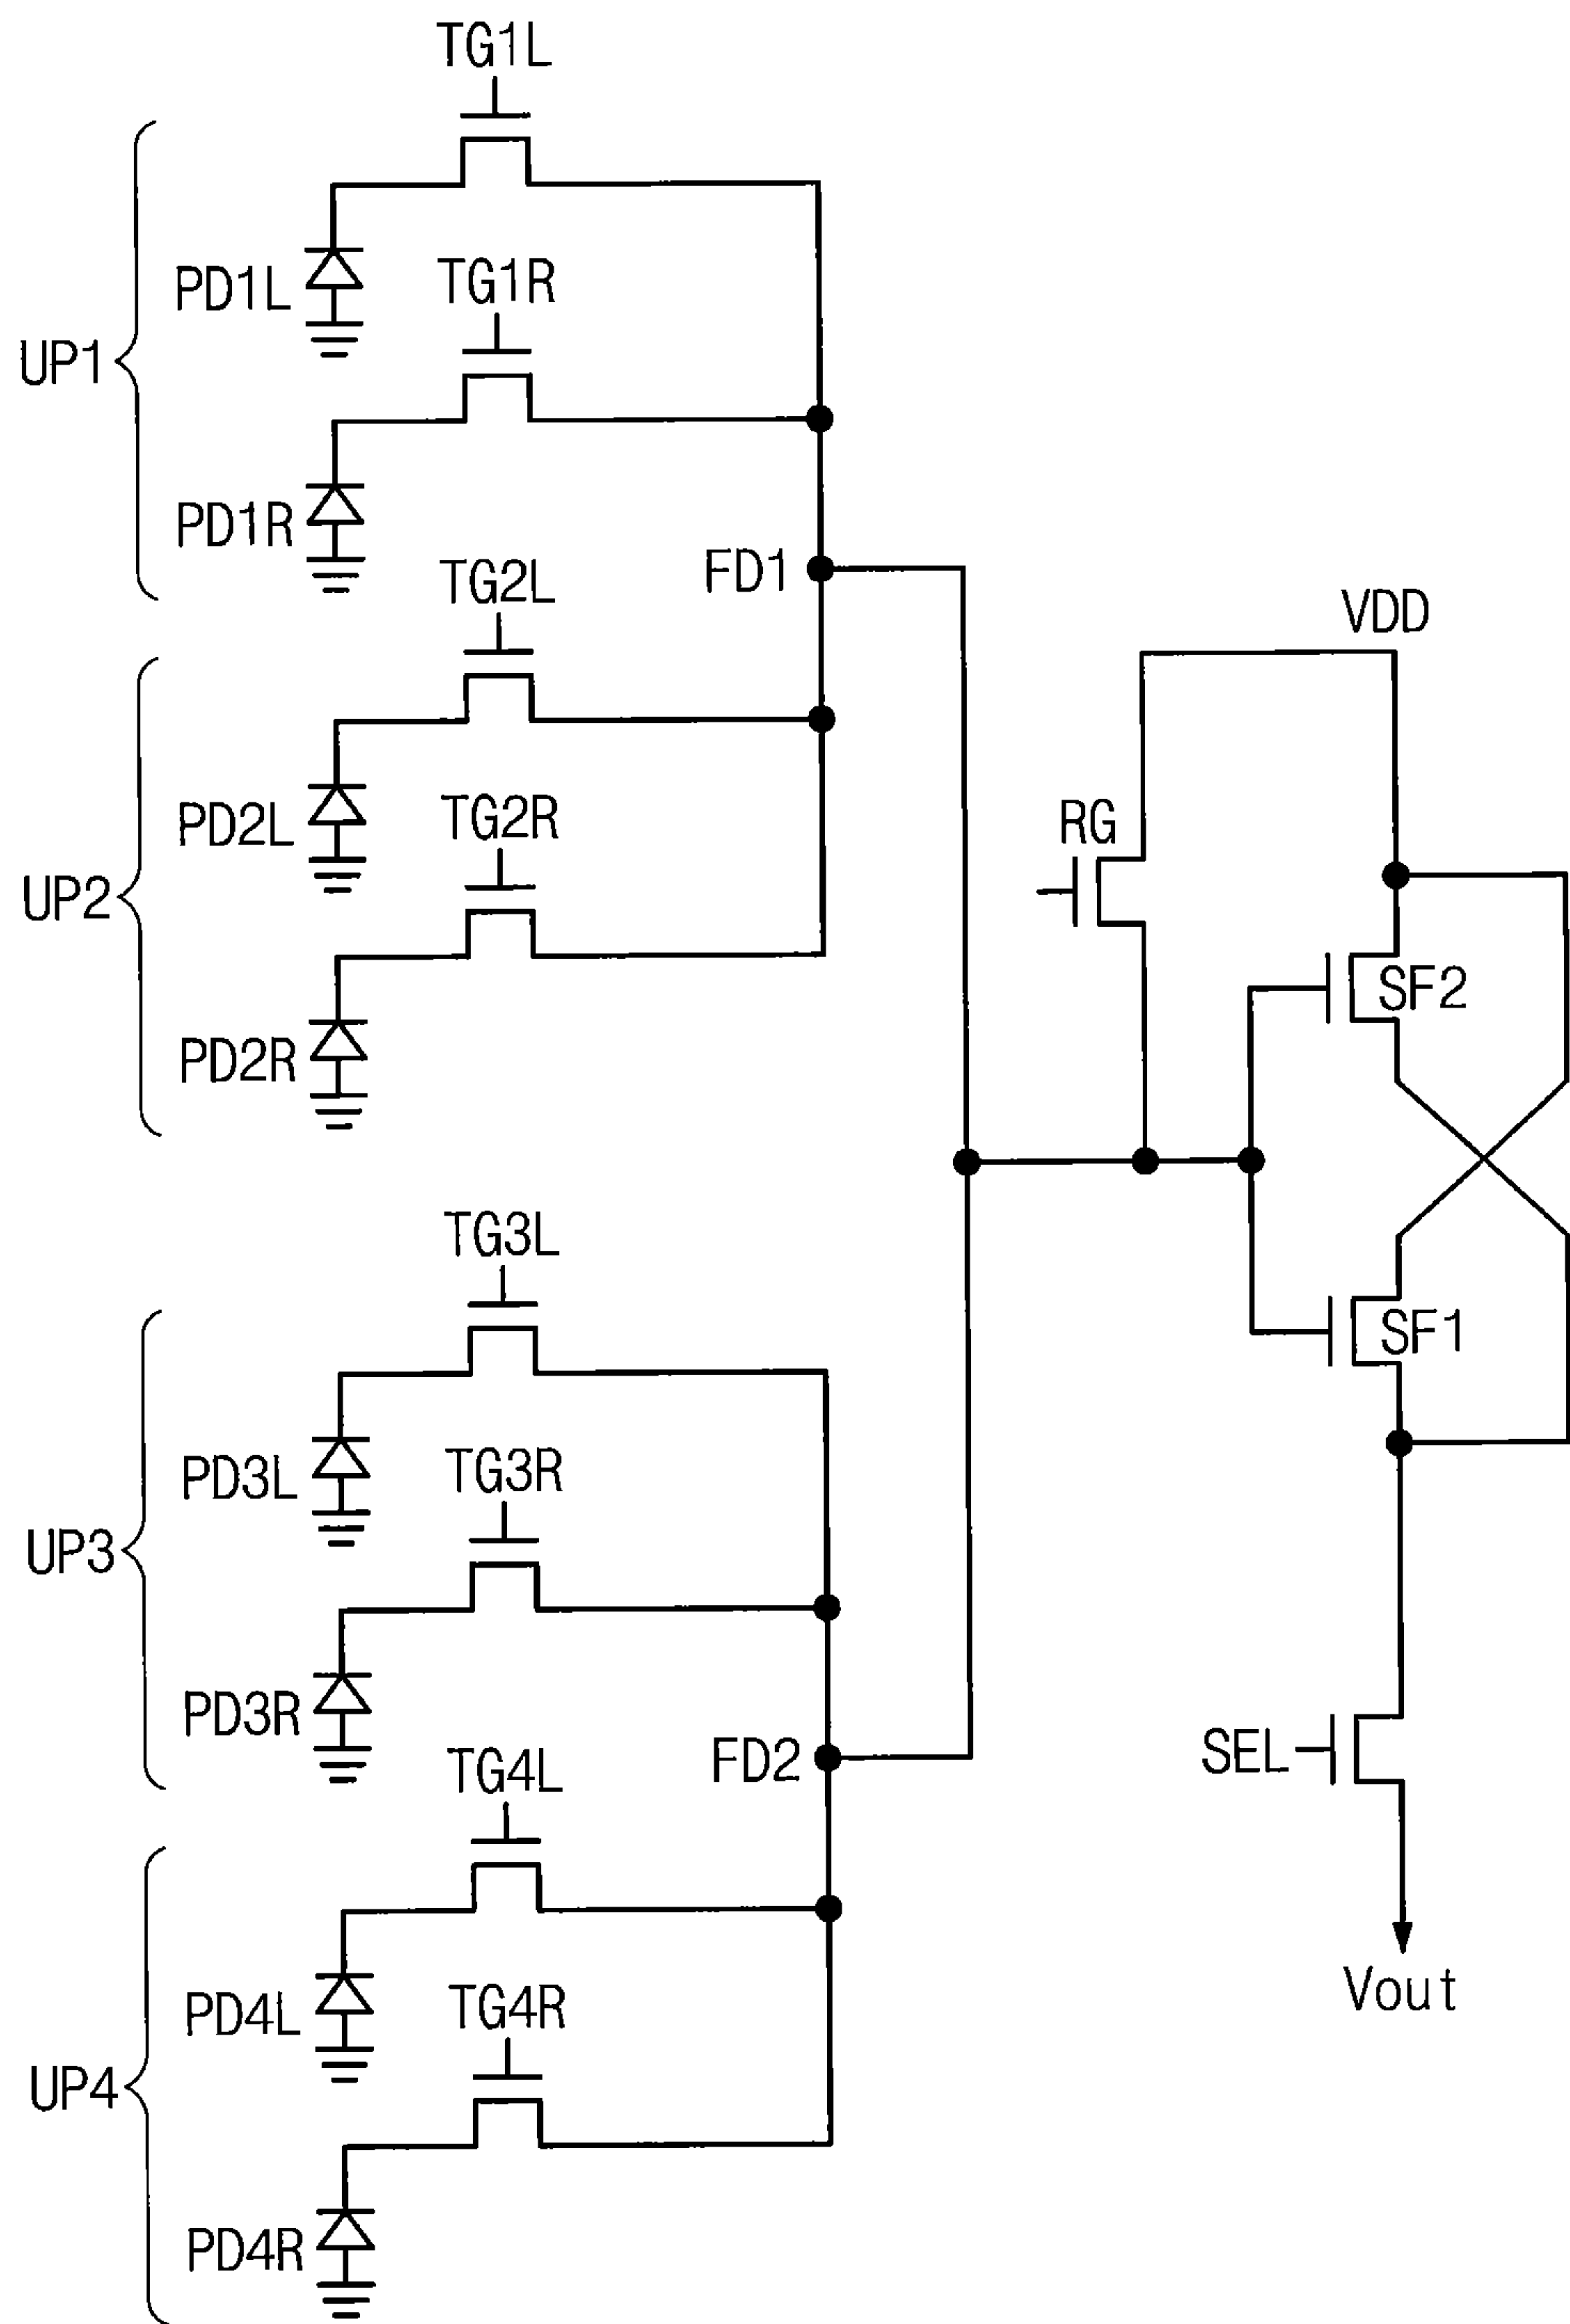 TG1L
PD1L
TG1R
UP1
PD1R
TG2L
FD1
VDD
PD2L
TG2R
RG
UP2
SF2
PD2R
TG3L
SF1
PD3L
TG3R
UP3
PD3R
TG4L
FD2
SEL
PD4L
TG4R
Vout
UP4
PD4R